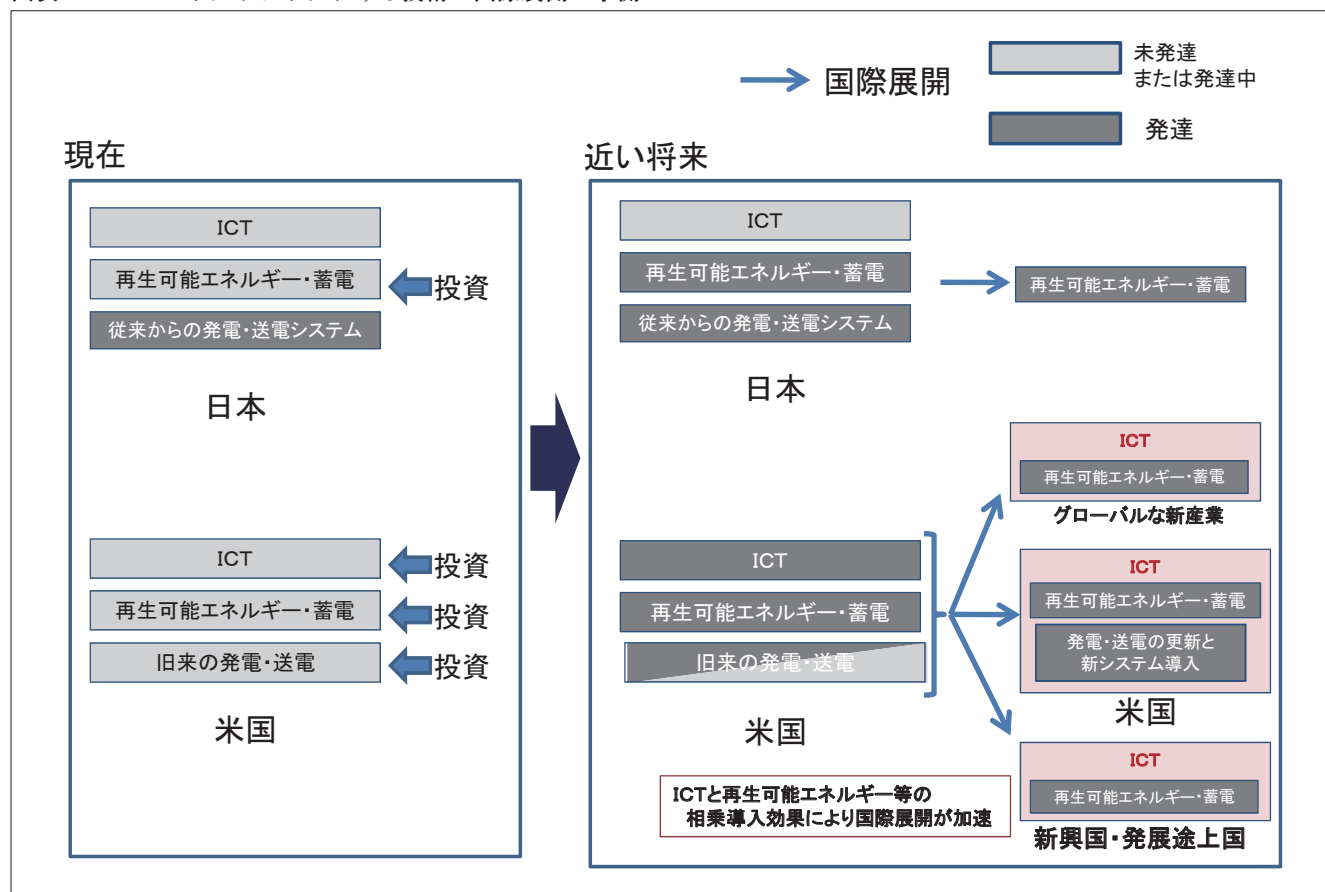 国際展開
未発達
または発達中
発達
現在
ICT
再生可能エネルギー・蓄電
投資
従来からの発電・送電システム
日本
ICT
投資
再生可能エネルギー・蓄電
投資
旧来の発電・送電
投資
米国
近い将来
ICT
再生可能エネルギー・蓄電
再生可能エネルギー・蓄電
従来からの発電・送電システム
日本
ICT
再生可能エネルギー・蓄電
旧来の発電・送電
米国
ICT
再生可能エネルギー・蓄電
グローバルな新産業
ICT
再生可能エネルギー・蓄電
発電・送電の更新と
新システム導入
米国
ICT
再生可能エネルギー・蓄電
新興国・発展途上国
ICTと再生可能エネルギー等の
相乗導入効果により国際展開が加速